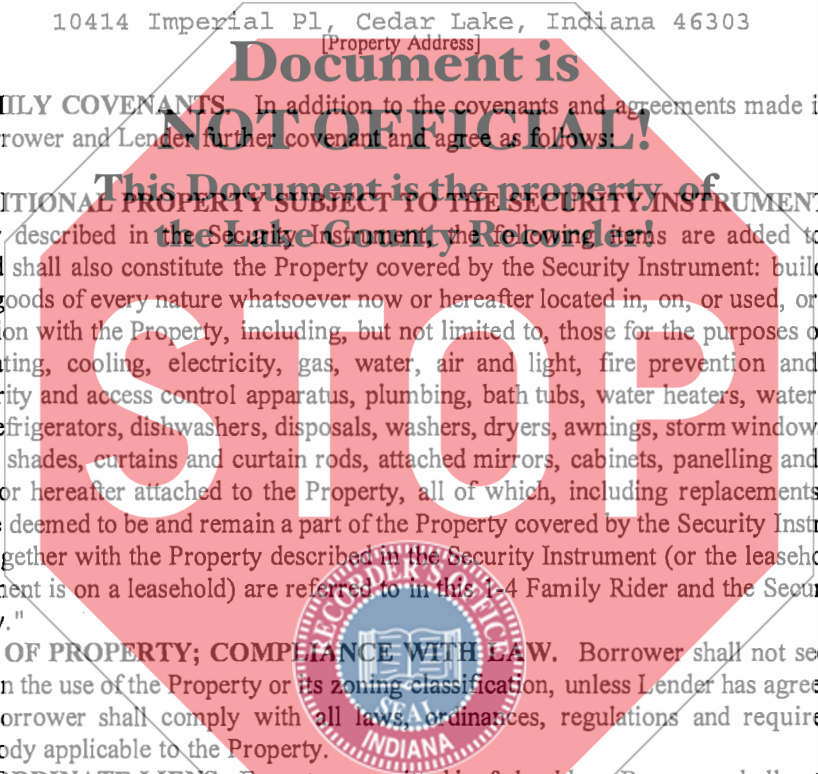 10414 Imperial Pl, Cedar Lake, Indiana 46303
[Property Address]
Document is
ILY COVENANTS. In addition to the covenants and agreements made i
NOT OFFICIAL!
rower and Lender further covenant and agree as follows:
This Document is the property of
ITIONAL PROPERTY SUBJECT TO THE SECURITY INSTRUMENT
the Lake County Recorder!
described in the Security Instrument, the following items are added to
shall also constitute the Property covered by the Security Instrument: build
goods of every nature whatsoever now or hereafter located in, on, or used, or
ion with the Property, including, but not limited to, those for the purposes o
ating, cooling, electricity, gas, water, air and light, fire prevention and
rity and access control apparatus, plumbing, bath tubs, water heaters, water
efrigerators, dishwashers, disposals, washers, dryers, awnings, storm window
shades, curtains and curtain rods, attached mirrors, cabinets, panelling and
or hereafter attached to the Property, all of which, including replacements
deemed to be and remain a part of the Property covered by the Security Instr
gether with the Property described in the Security Instrument (or the leaseho
ment is on a leasehold) are referred to in this 1-4 Family Rider and the Secur
y."
OF PROPERTY; COMPLIANCE WITH LAW. Borrower shall not se
n the use of the Property or its zoning classification, unless Lender has agree
orrower shall comply with all laws, ordinances, regulations and require
ody applicable to the Property.
STOP
RECORDER'S OFFICE
SEAL
INDIANA